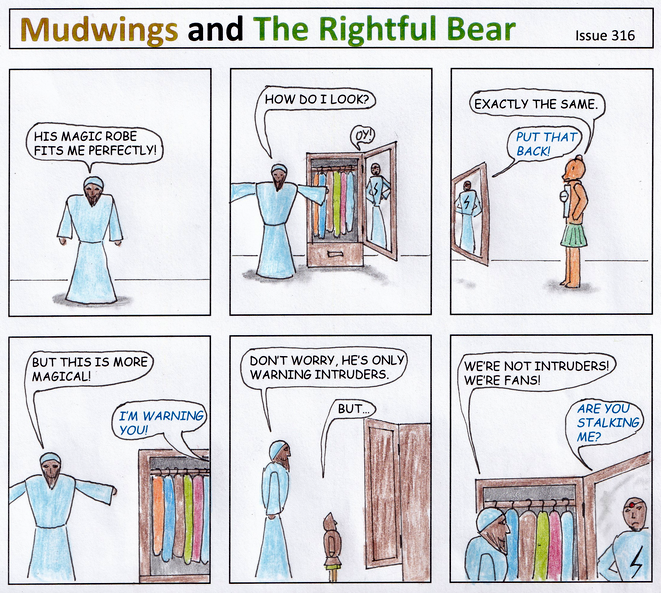 Mudwings and The Rightful Bear
Issue 316
HIS MAGIC ROBE
FITS ME PERFECTLY!
HOW DO I LOOK?
OY!
EXACTLY THE SAME.
PUT THAT
BACK!
BUT THIS IS MORE
MAGICAL!
I'M WARNING
YOU!
DON'T WORRY, HE'S ONLY
WARNING INTRUDERS.
BUT...
WE'RE NOT INTRUDERS!
WE'RE FANS!
ARE YOU
STALKING
ME?